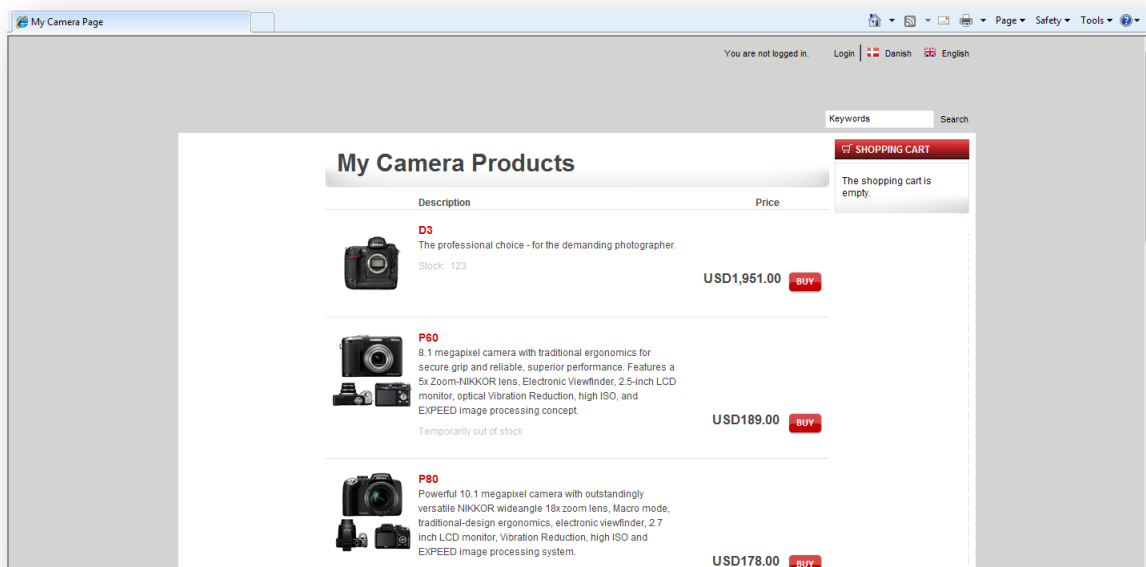 My Camera Page
Page Safety Tools
You are not logged in. Login Danish English
Keywords Search
My Camera Products
SHOPPING CART
The shopping cart is
empty.
Description Price
D3
The professional choice - for the demanding photographer.
Stock: 123
USD1,951.00 BUY
P60
8.1 megapixel camera with traditional ergonomics for
secure grip and reliable, superior performance. Features a
5x Zoom-NIKKOR lens, Electronic Viewfinder, 2.5-inch LCD
monitor, optical Vibration Reduction, high ISO, and
EXPEED image processing concept.
Temporarily out of stock
USD189.00 BUY
P80
Powerful 10.1 megapixel camera with outstandingly
versatile NIKKOR wideangle 18x zoom lens, Macro mode,
traditional-design ergonomics, electronic viewfinder, 2.7
inch LCD monitor, Vibration Reduction, high ISO and
EXPEED image processing system.
USD178.00 BUY